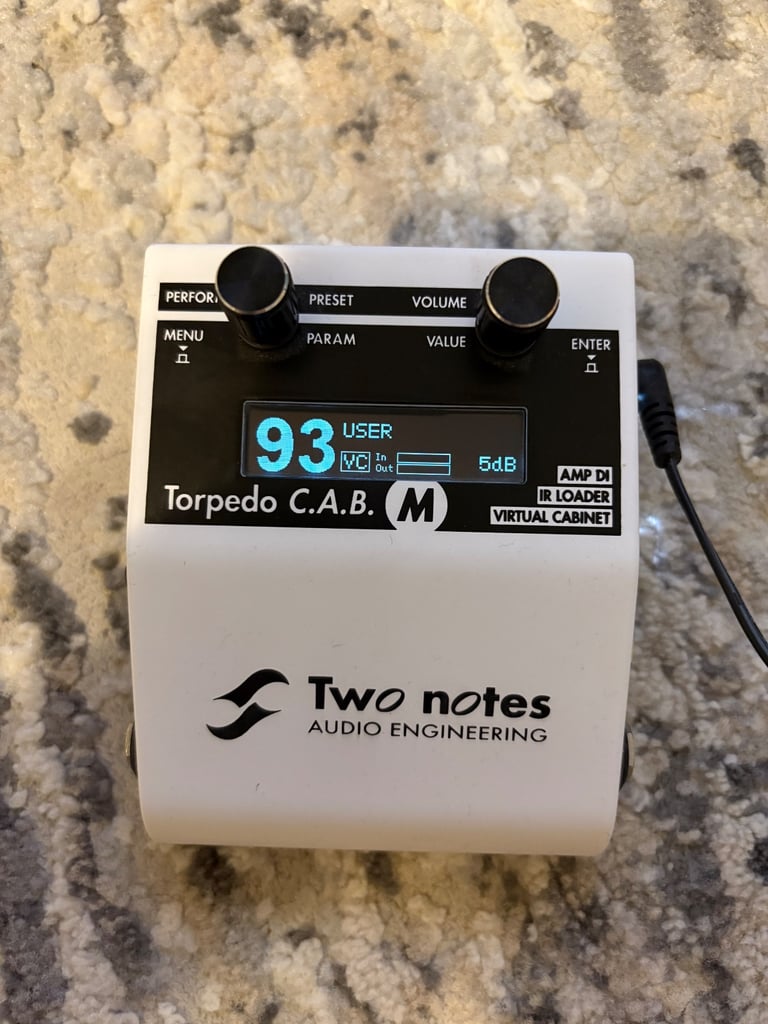 PERFOR PRESET VOLUME
MENU PARAM VALUE ENTER
93 USER
VC In
Out 5dB
AMP DI
IR LOADER
VIRTUAL CABINET
Torpedo C.A.B. M
Two notes
AUDIO ENGINEERING